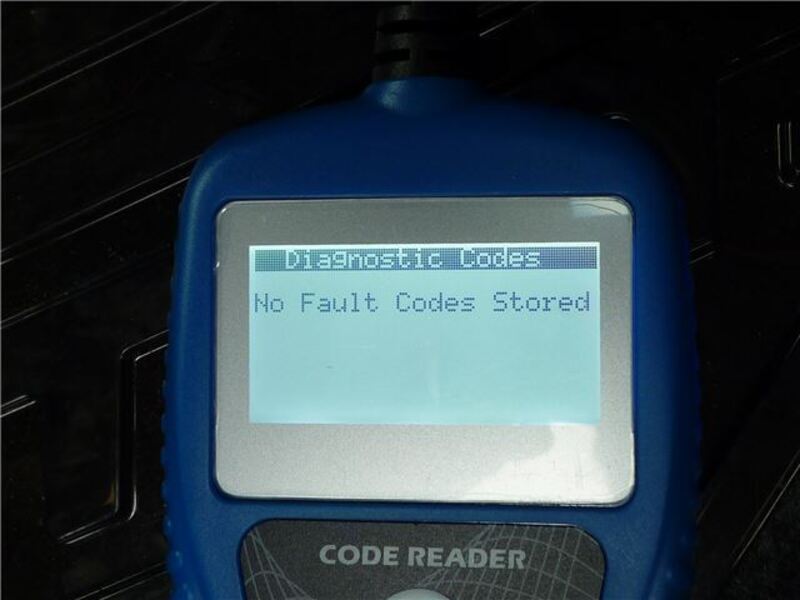 Diagnostic Codes
No Fault Codes Stored
CODE READER